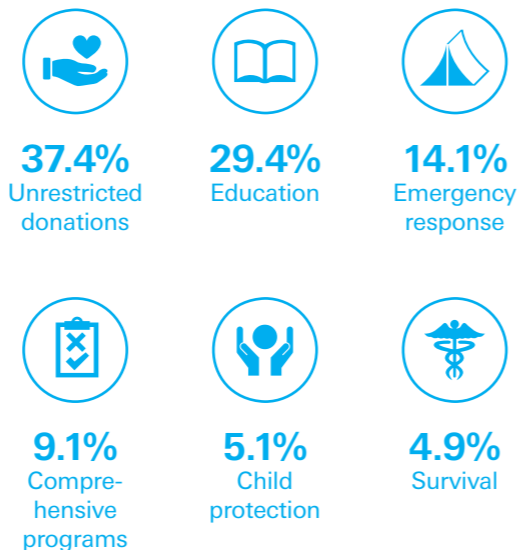 37.4%
Unrestricted
donations
29.4%
Education
14.1%
Emergency
response
9.1%
Compre-
hensive
programs
5.1%
Child
protection
4.9%
Survival